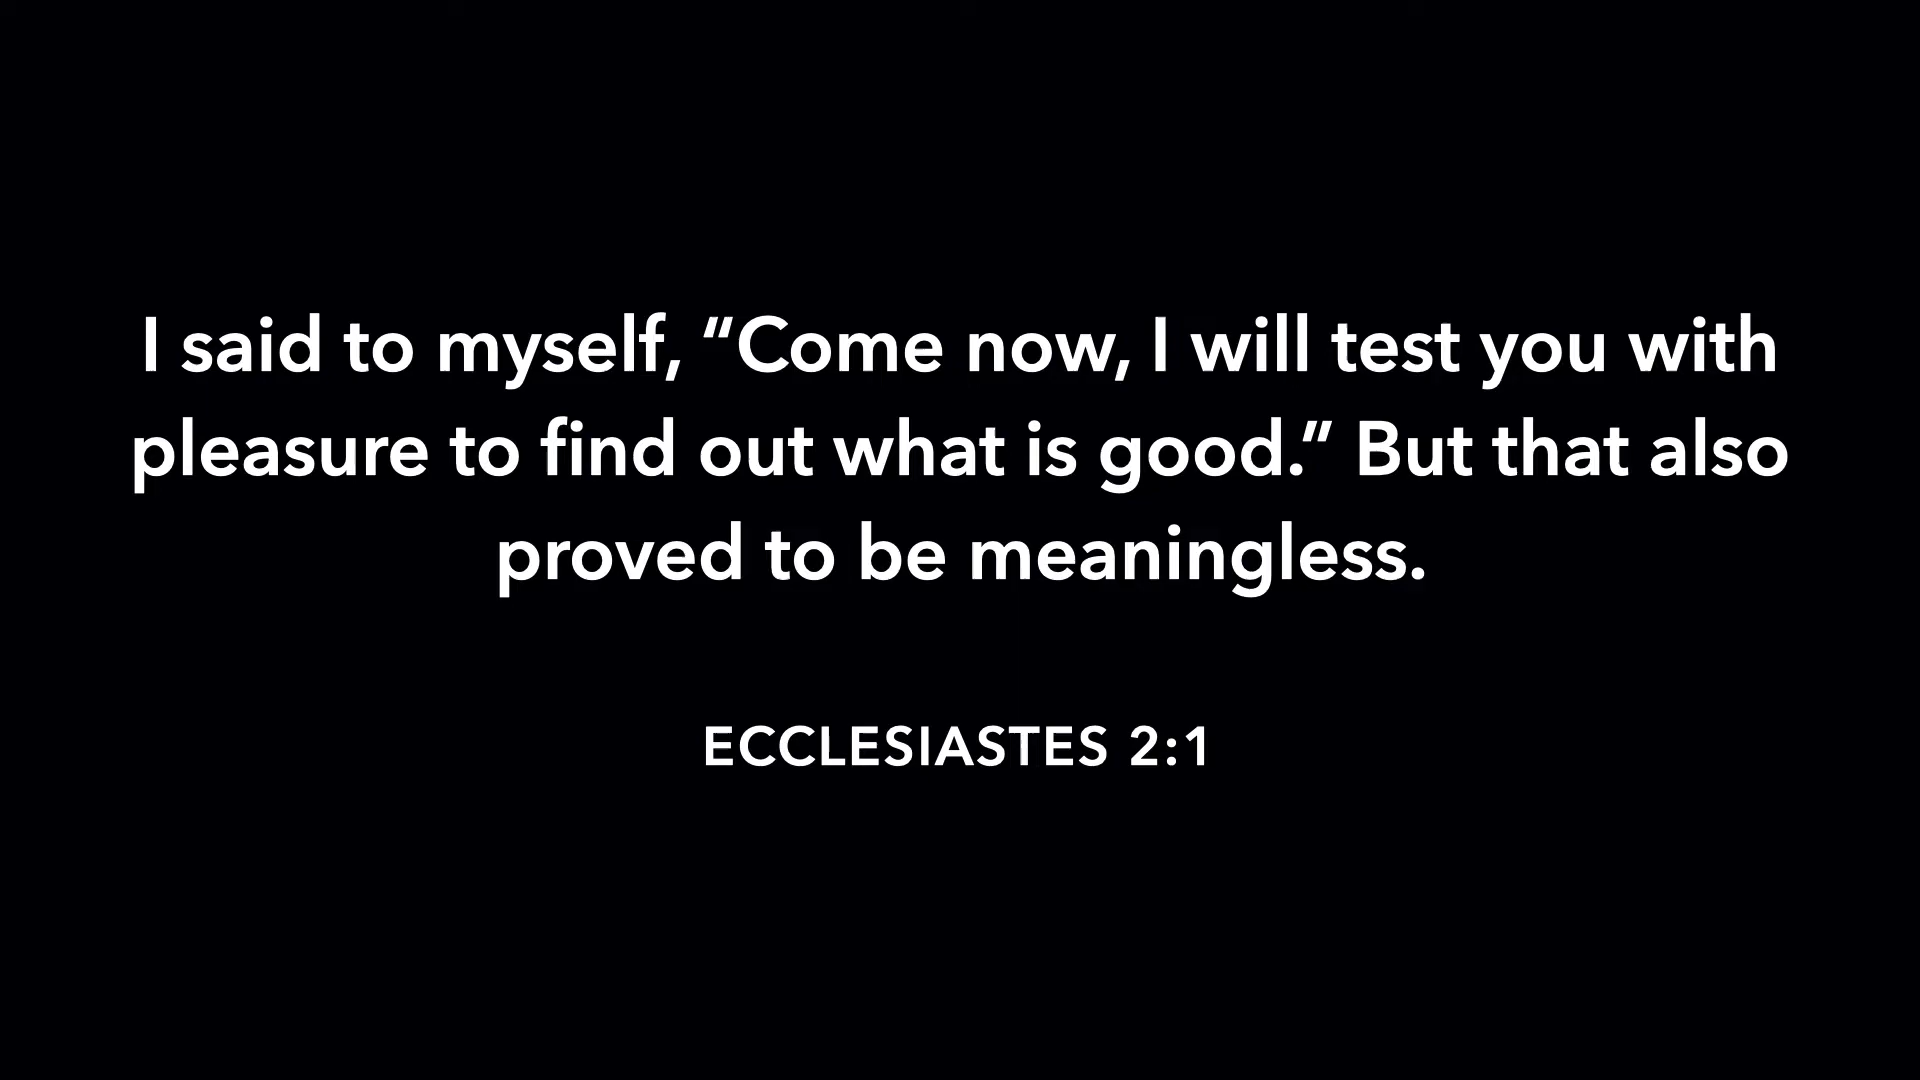 I said to myself, “Come now, I will test you with
pleasure to find out what is good.” But that also
proved to be meaningless.
ECCLESIASTES 2:1